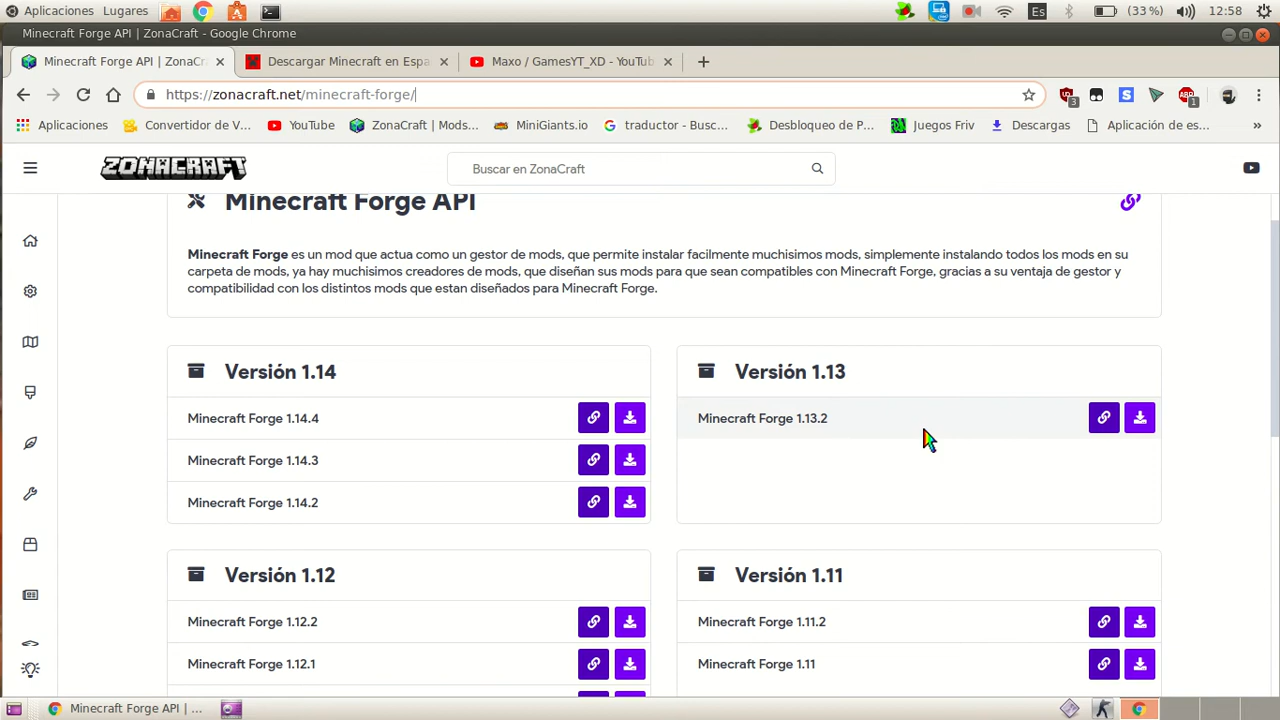 Aplicaciones Lugares Es (33 %) 12:58
Minecraft Forge API | ZonaCraft - Google Chrome
Minecraft Forge API | ZonaCra Descargar Minecraft en Espa Maxo / GamesYT_XD - YouTub
https://zonacraft.net/minecraft-forge/ 3 S ABP 1
Aplicaciones Convertidor de V... YouTube ZonaCraft | Mods... MiniGiants.io traductor - Busc... Desbloqueo de P... Juegos Friv Descargas Aplicación de es... »
ZONACRAFT Buscar en ZonaCraft
Minecraft Forge API
Minecraft Forge es un mod que actua como un gestor de mods, que permite instalar facilmente muchisimos mods, simplemente instalando todos los mods en su
carpeta de mods, ya hay muchisimos creadores de mods, que diseñan sus mods para que sean compatibles con Minecraft Forge, gracias a su ventaja de gestor y
compatibilidad con los distintos mods que estan diseñados para Minecraft Forge.
Versión 1.14
Minecraft Forge 1.14.4
Minecraft Forge 1.14.3
Minecraft Forge 1.14.2
Versión 1.13
Minecraft Forge 1.13.2
Versión 1.12
Minecraft Forge 1.12.2
Minecraft Forge 1.12.1
Versión 1.11
Minecraft Forge 1.11.2
Minecraft Forge 1.11
Minecraft Forge API | ...